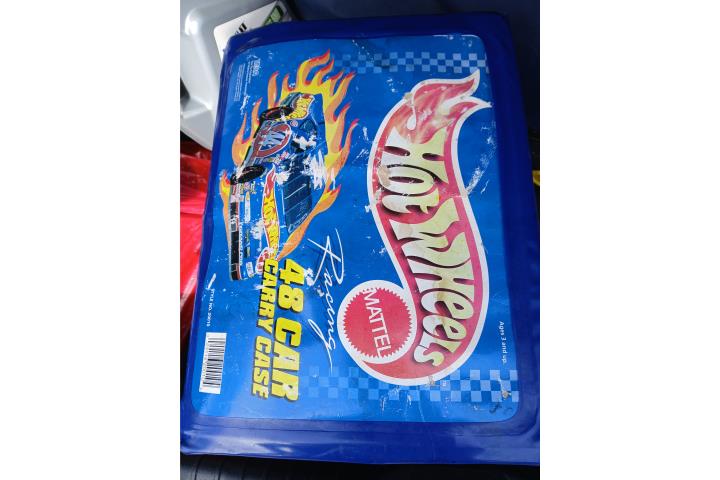 HOT WHEELS
MATTEL
Ages 3 and up
Racing
48 CAR
CARRY CASE